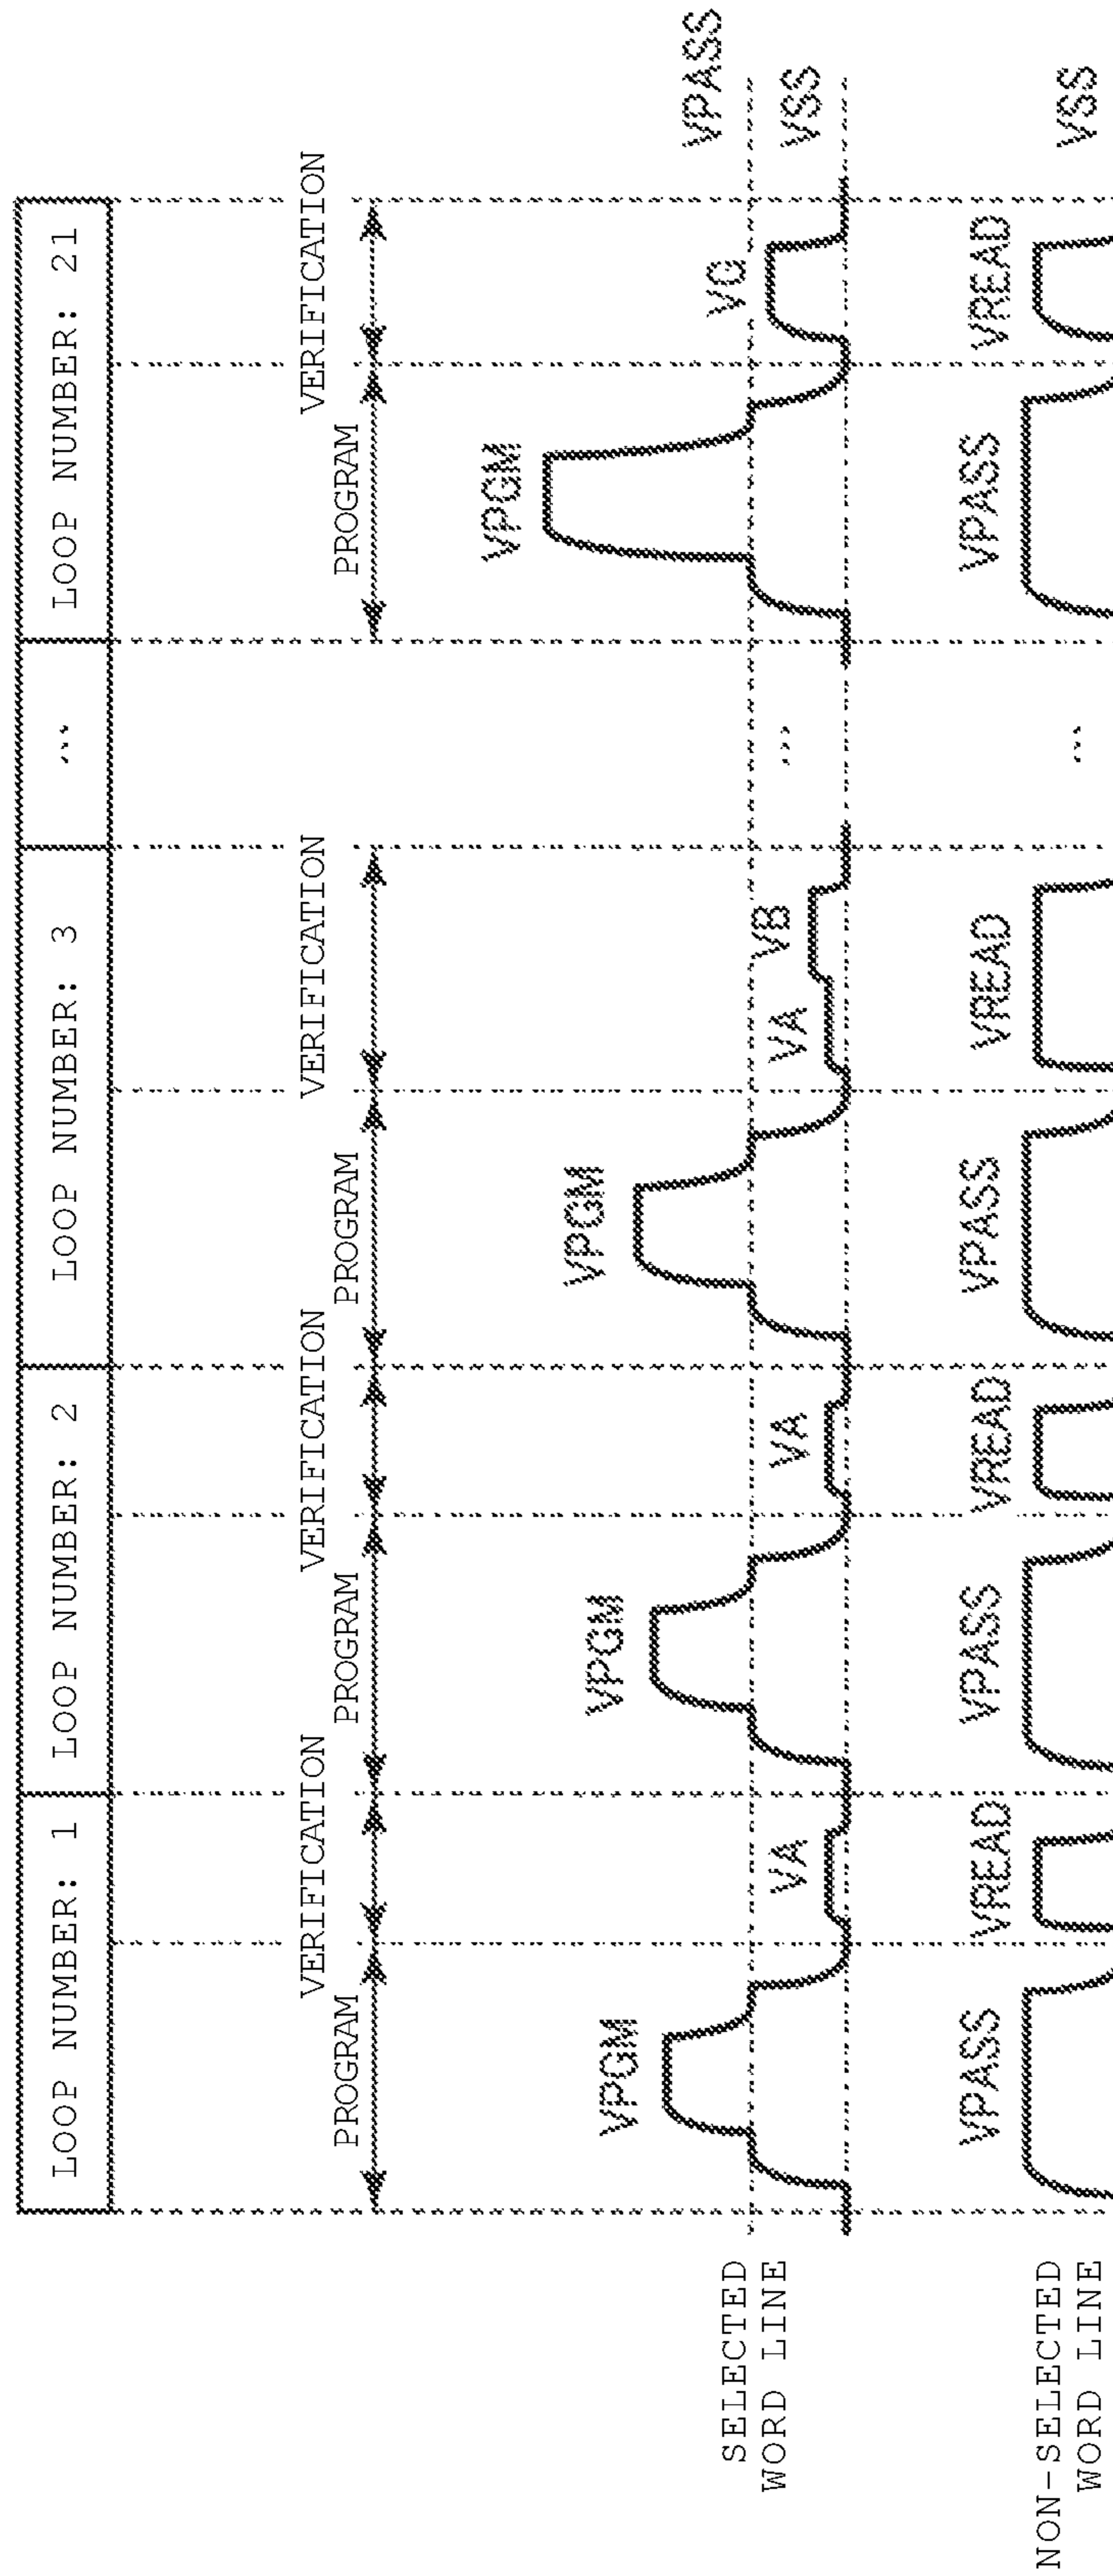 LOOP NUMBER: 1
LOOP NUMBER: 2
LOOP NUMBER: 3
...
LOOP NUMBER: 21
VERIFICATION
VERIFICATION
VERIFICATION
VERIFICATION
PROGRAM
PROGRAM
PROGRAM
PROGRAM
VPGM
VPGM
VPGM
VPGM
SELECTED
WORD LINE
VA
VA
VA
VB
...
VG
VPASS
VSS
NON-SELECTED
WORD LINE
VPASS
VREAD
VPASS
VREAD
VPASS
VREAD
...
VPASS
VREAD
VSS